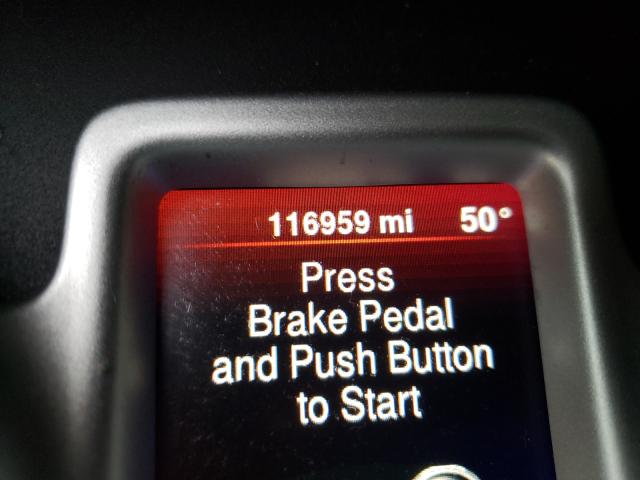 116959 mi 50°
Press
Brake Pedal
and Push Button
to Start